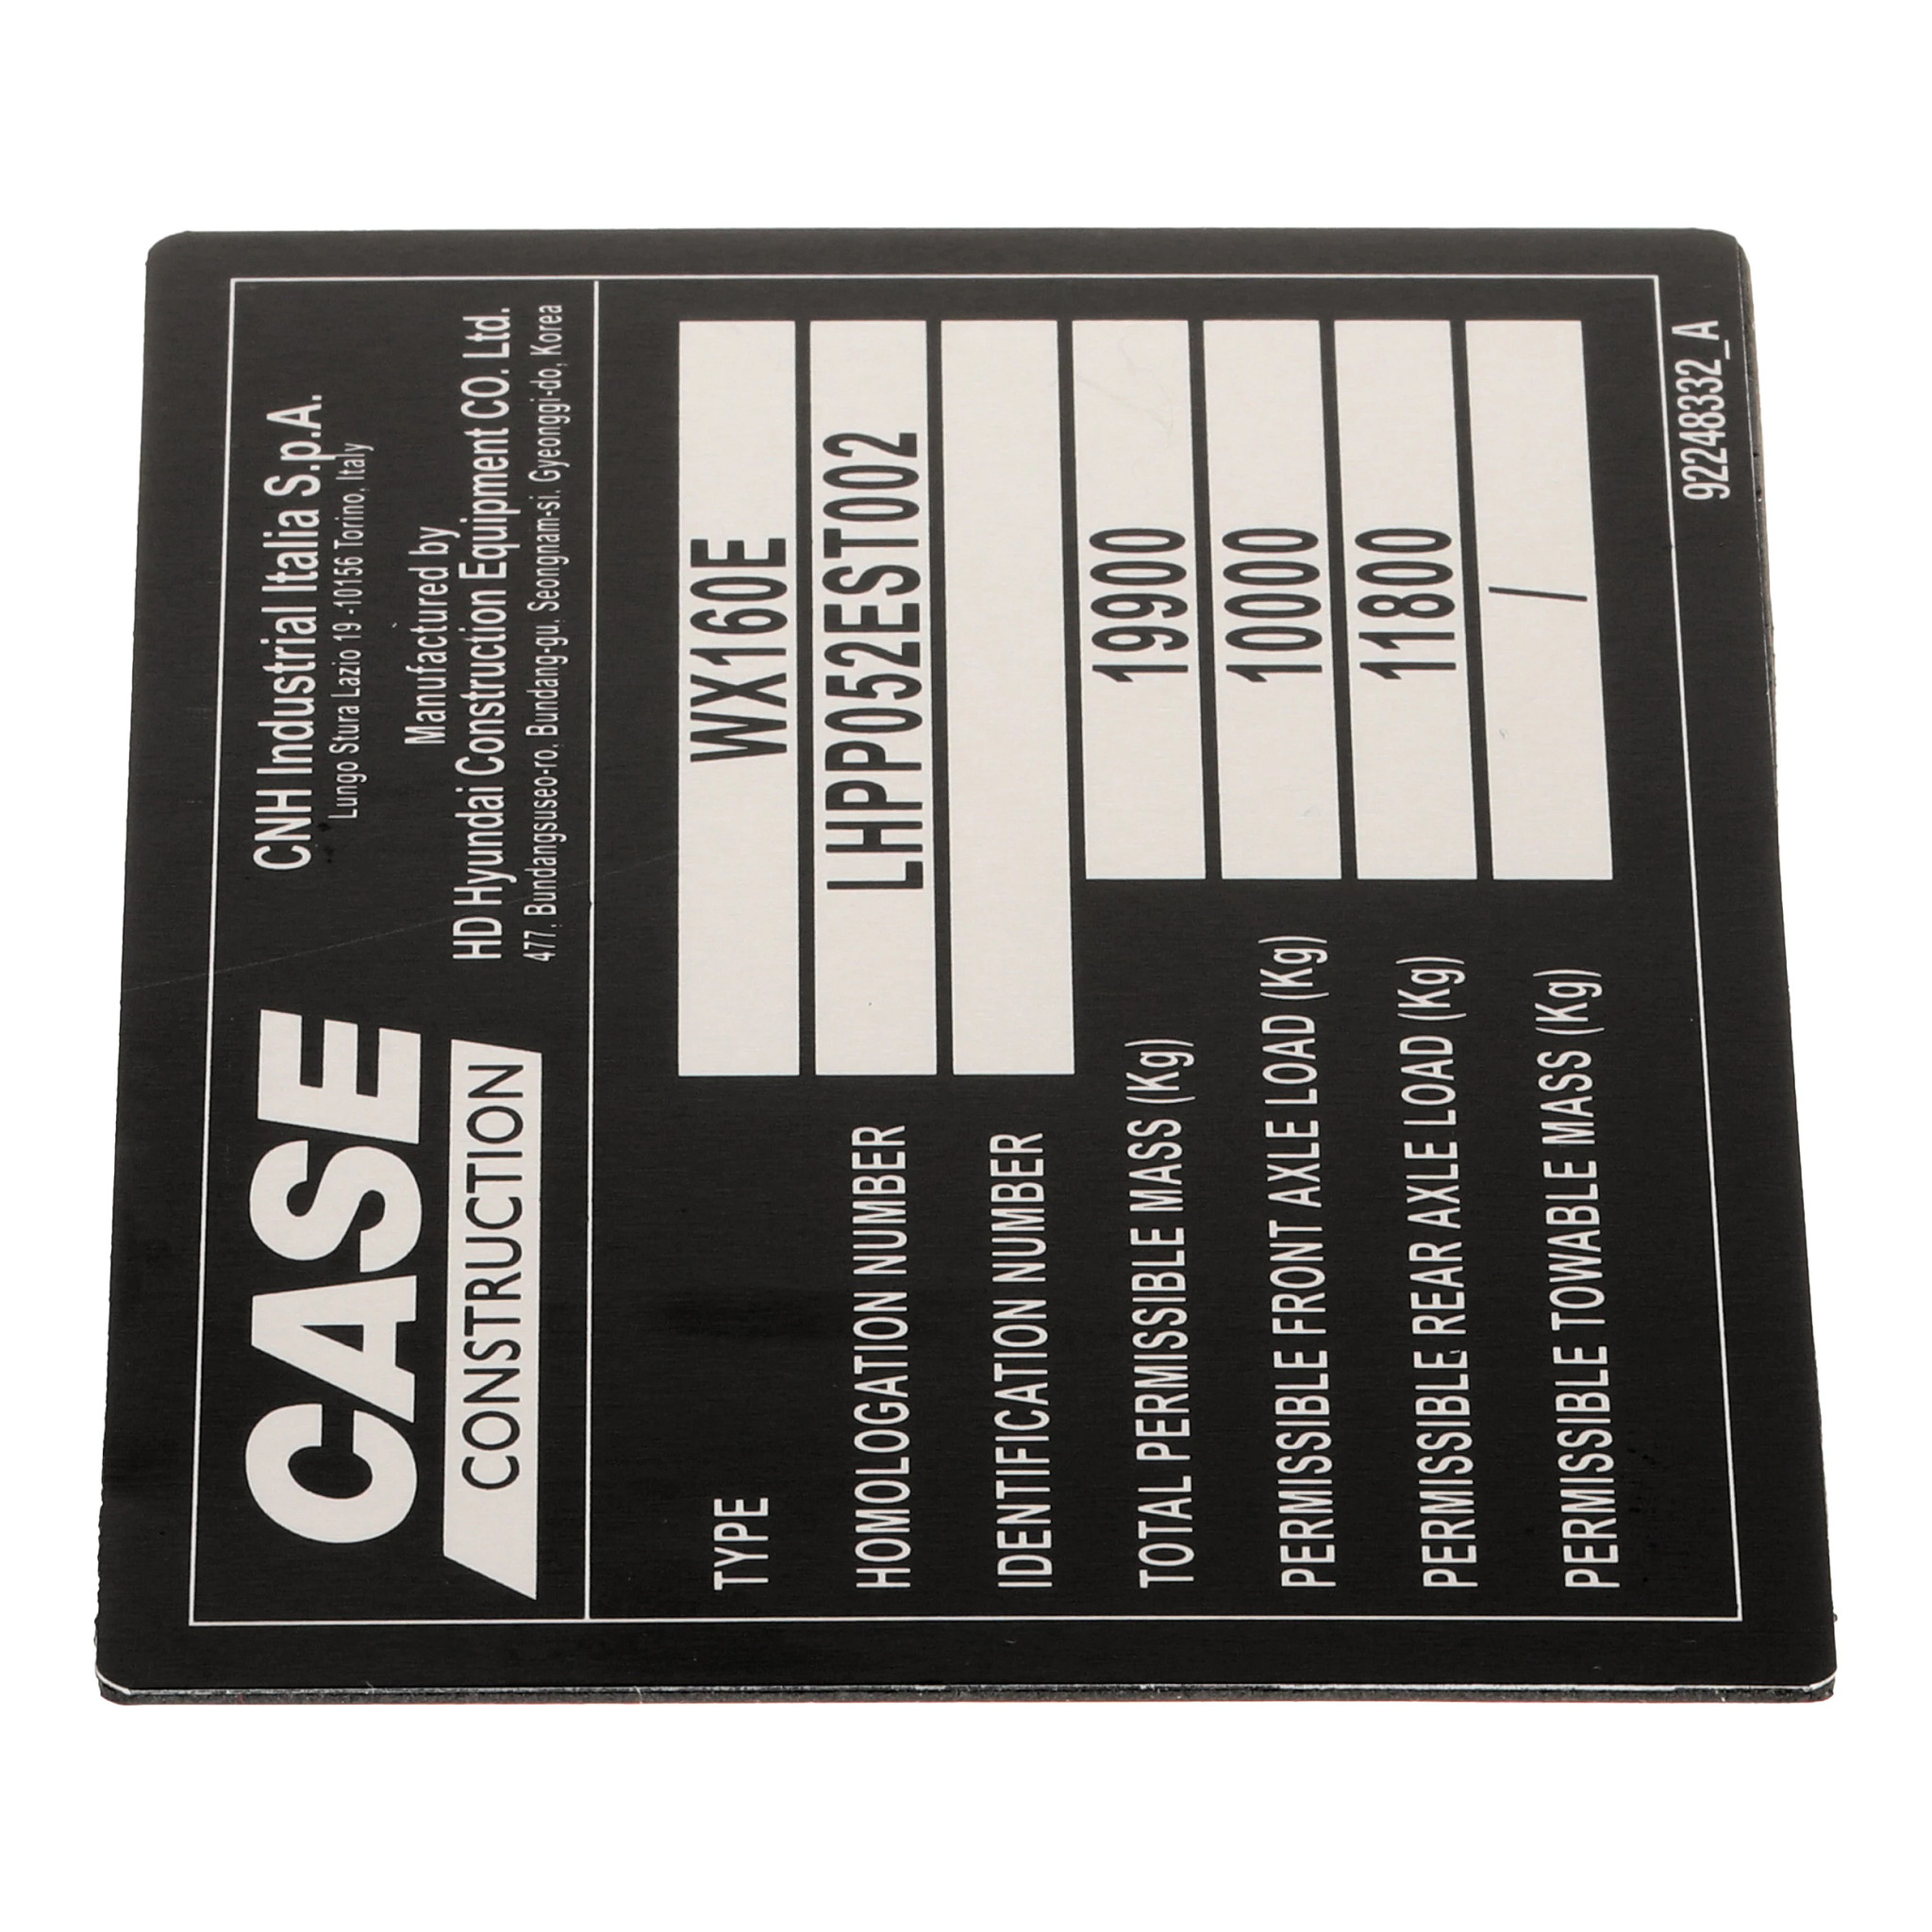 CASE
CONSTRUCTION
CNH Industrial Italia S.p.A.
Lungo Stura Lazio 19 -10156 Torino, Italy
Manufactured by
HD Hyundai Construction Equipment CO. Ltd.
477, Bundangsuseo-ro, Bundang-gu, Seongnam-si. Gyeonggi-do, Korea
TYPE WX160E
HOMOLOGATION NUMBER LHPP052EST002
IDENTIFICATION NUMBER
TOTAL PERMISSIBLE MASS (Kg) 19900
PERMISSIBLE FRONT AXLE LOAD (Kg) 10000
PERMISSIBLE REAR AXLE LOAD (Kg) 11800
PERMISSIBLE TOWABLE MASS (Kg) /
92248332_A